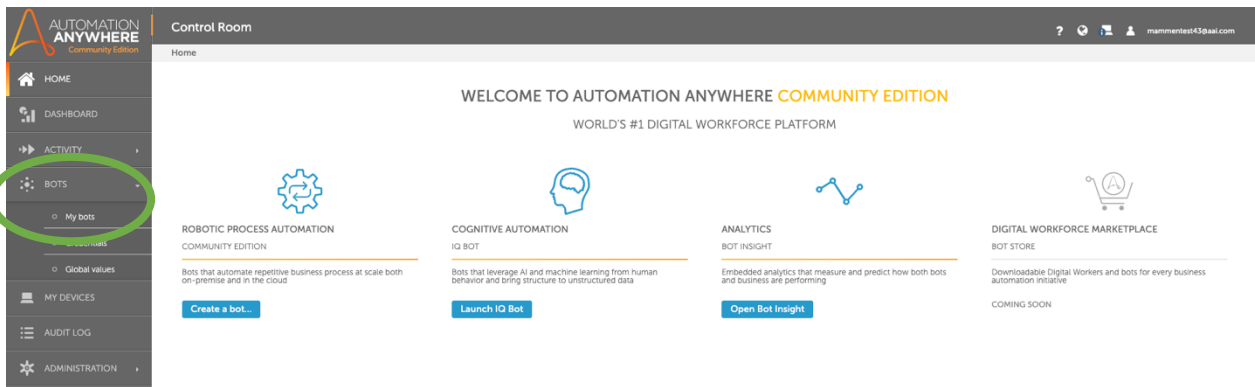 AUTOMATION
ANYWHERE
Community Edition
Control Room
? mammentest43@aai.com
Home
HOME
DASHBOARD
ACTIVITY
BOTS
My bots
Credentials
Global values
MY DEVICES
AUDIT LOG
ADMINISTRATION
WELCOME TO AUTOMATION ANYWHERE COMMUNITY EDITION
WORLD'S #1 DIGITAL WORKFORCE PLATFORM
ROBOTIC PROCESS AUTOMATION
COMMUNITY EDITION
Bots that automate repetitive business process at scale both
on-premise and in the cloud
Create a bot...
COGNITIVE AUTOMATION
IQ BOT
Bots that leverage AI and machine learning from human
behavior and bring structure to unstructured data
Launch IQ Bot
ANALYTICS
BOT INSIGHT
Embedded analytics that measure and predict how both bots
and business are performing
Open Bot Insight
DIGITAL WORKFORCE MARKETPLACE
BOT STORE
Downloadable Digital Workers and bots for every business
automation initiative
COMING SOON